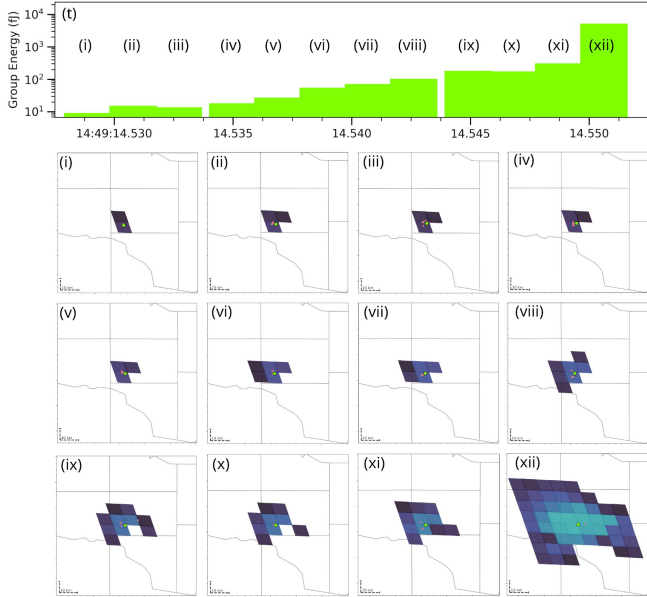 (t)
Group Energy (fJ)
10⁴
10³
10²
10¹
(i) (ii) (iii) (iv) (v) (vi) (vii) (viii) (ix) (x) (xi) (xii)
14:49:14.530 14.535 14.540 14.545 14.550
(i) (ii) (iii) (iv)
(v) (vi) (vii) (viii)
(ix) (x) (xi) (xii)